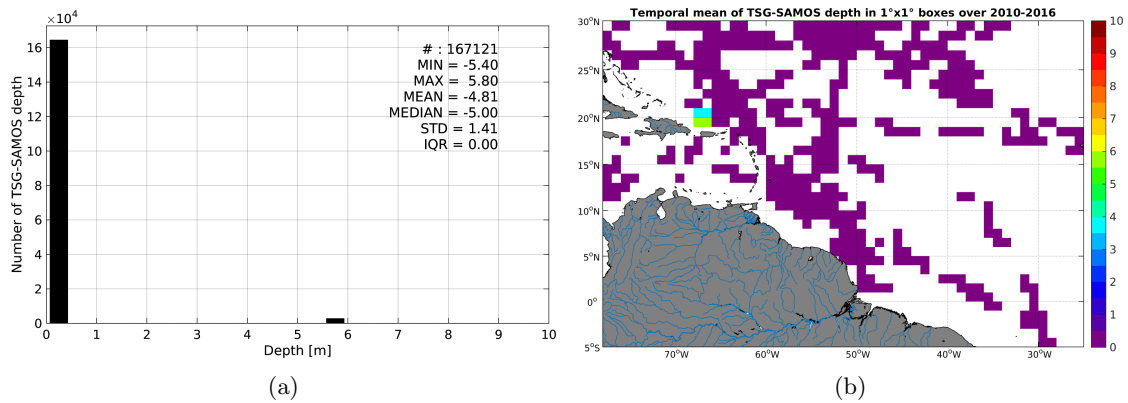 ×10⁴
16
14
12
10
8
6
4
2
0
Number of TSG-SAMOS depth
# : 167121
MIN = -5.40
MAX = 5.80
MEAN = -4.81
MEDIAN = -5.00
STD = 1.41
IQR = 0.00
0 1 2 3 4 5 6 7 8 9 10
Depth [m]
(a)
Temporal mean of TSG-SAMOS depth in 1°x1° boxes over 2010-2016
30°N
25°N
20°N
15°N
10°N
5°N
0°
5°S
70°W 60°W 50°W 40°W 30°W
10
9
8
7
6
5
4
3
2
1
0
(b)